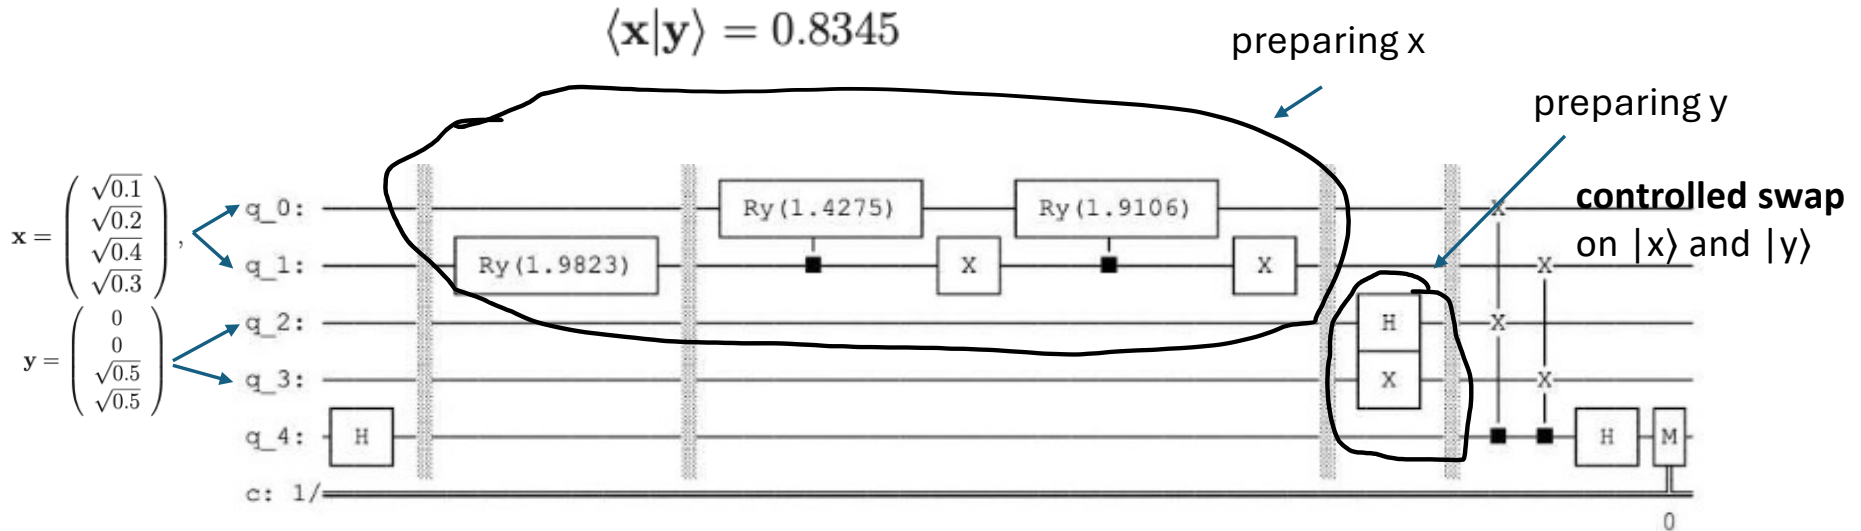 ⟨x|y⟩ = 0.8345
preparing x
preparing y
controlled swap
on |x⟩ and |y⟩
x = ( √0.1 √0.2 √0.4 √0.3 ) ,
y = ( 0 0 √0.5 √0.5 )
q_0: Ry(1.4275) Ry(1.9106) X
q_1: Ry(1.9823) X X X
q_2: H X
q_3: X X
q_4: H H M
c: 1/
0